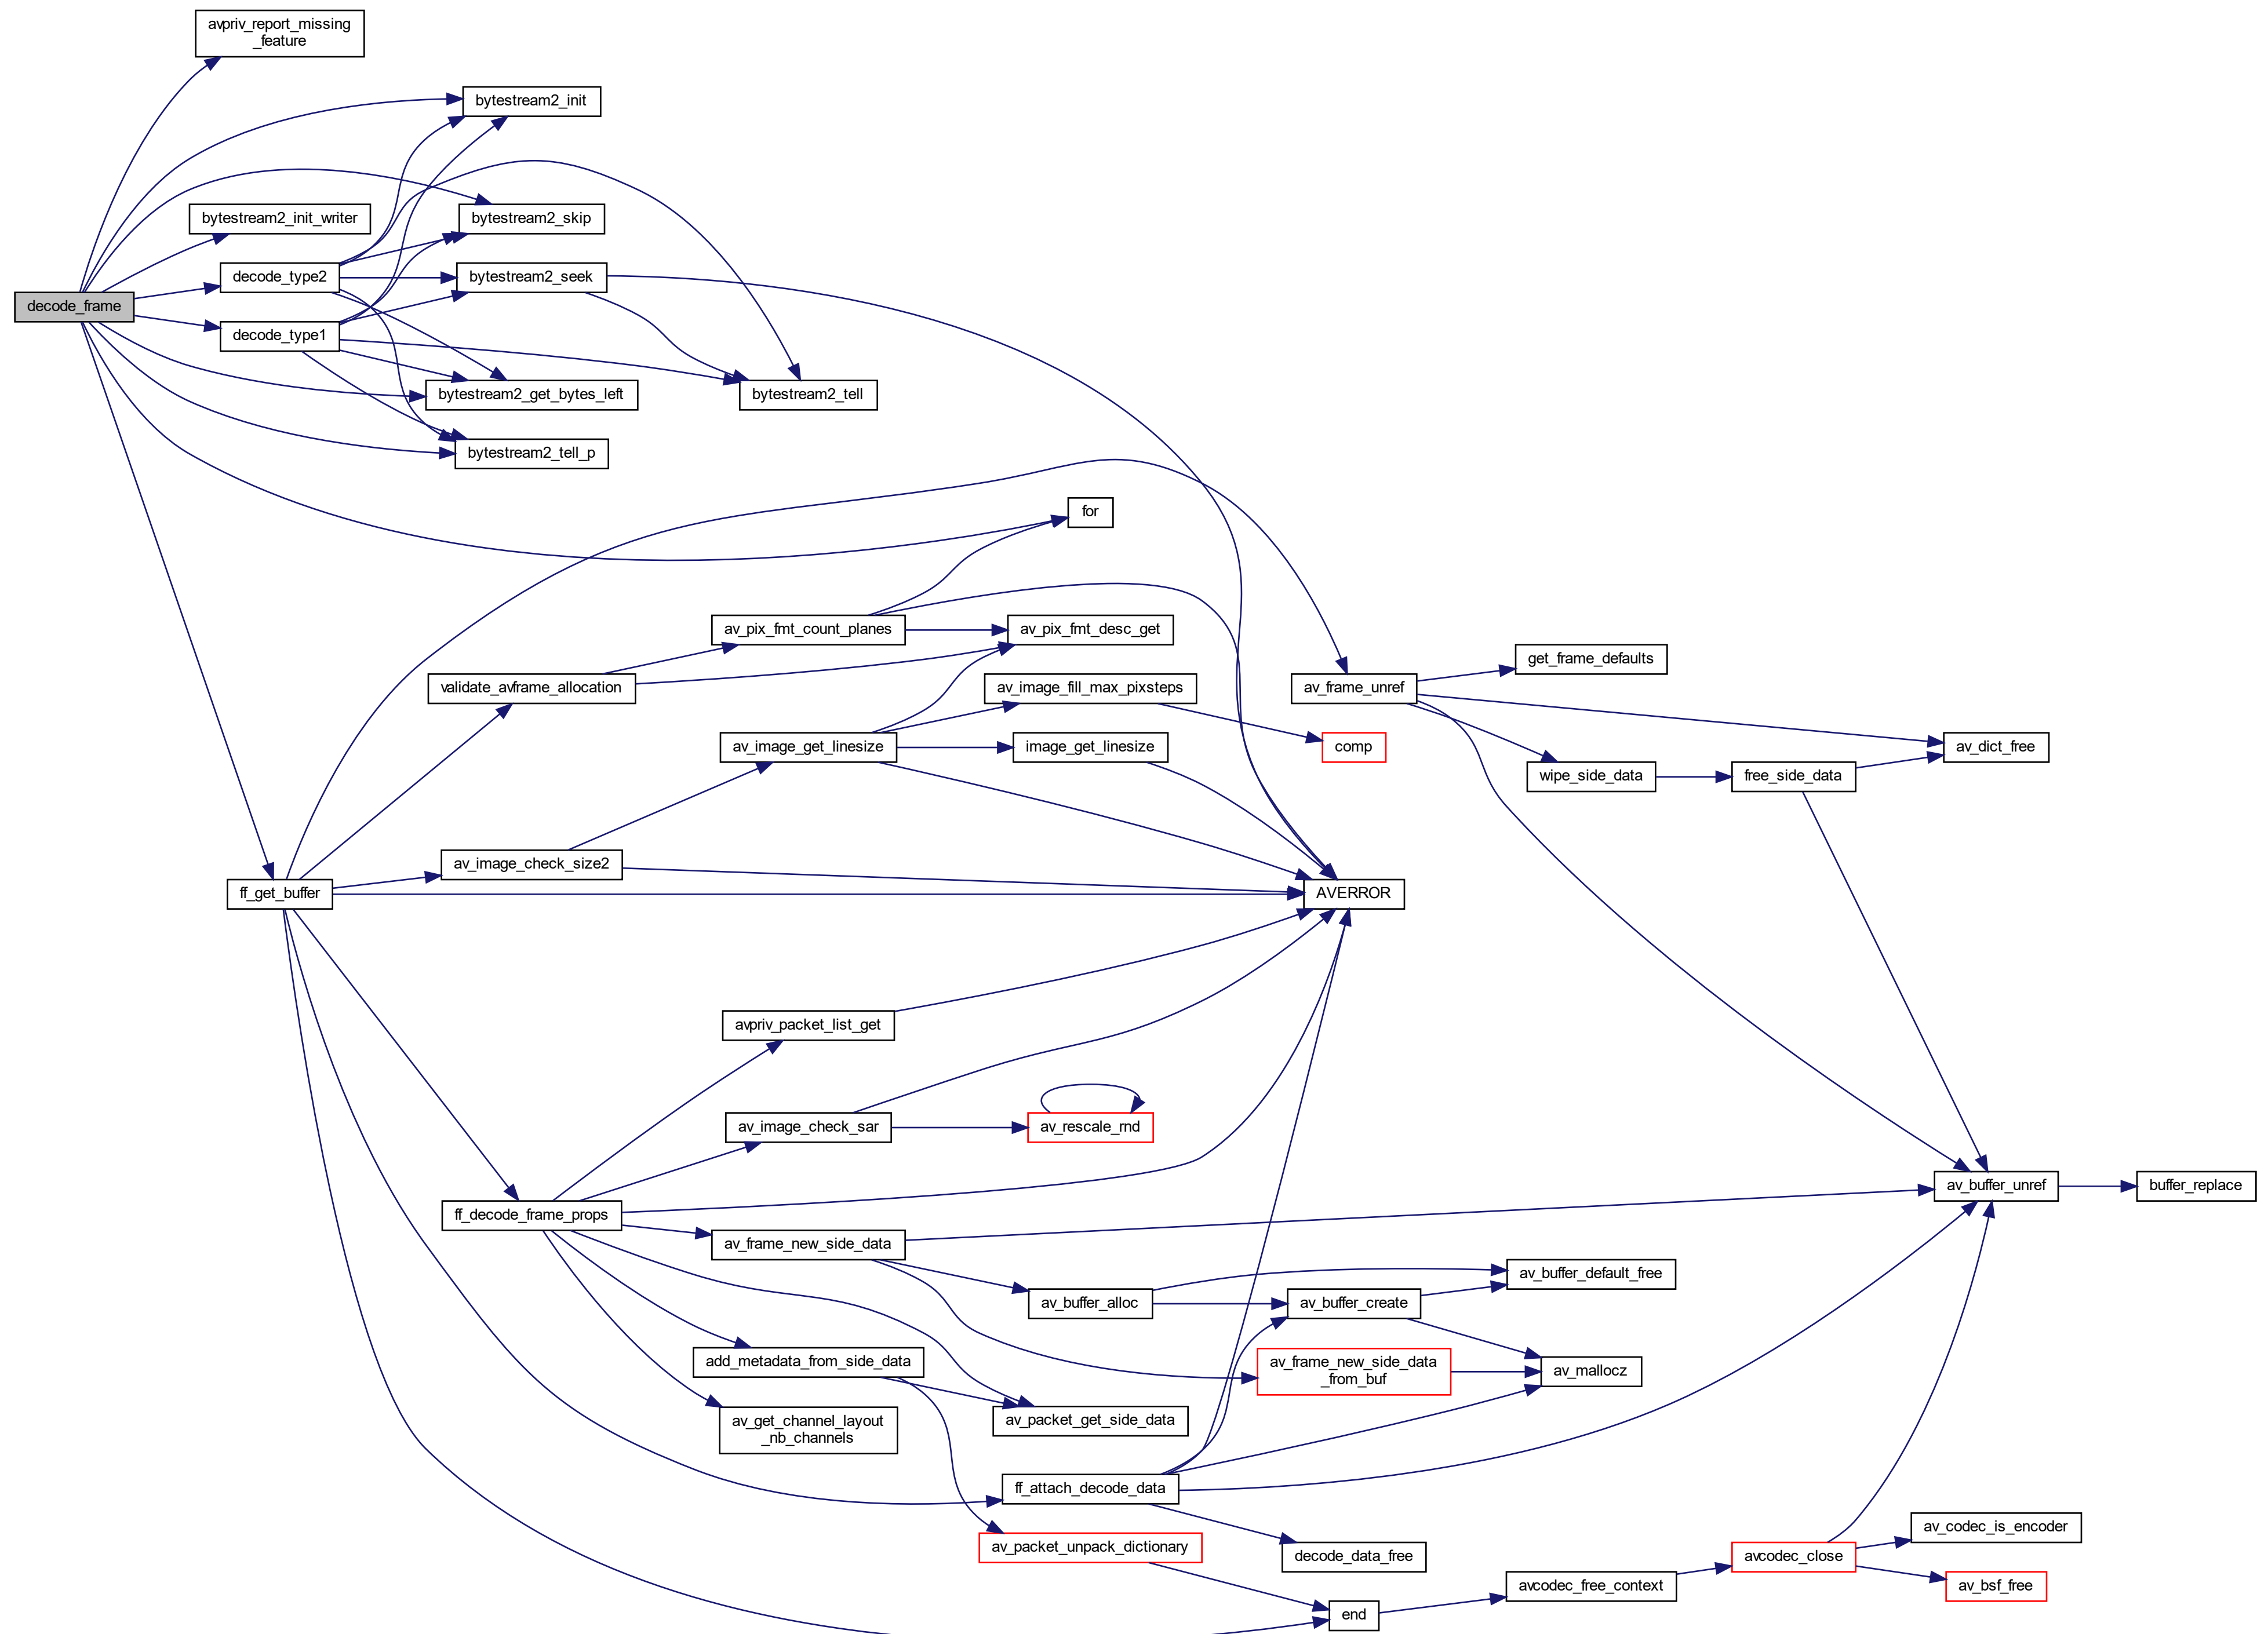 avpriv_report_missing
_feature
bytestream2_init
bytestream2_init_writer
bytestream2_skip
decode_type2
bytestream2_seek
decode_frame
decode_type1
bytestream2_get_bytes_left
bytestream2_tell
bytestream2_tell_p
for
av_pix_fmt_count_planes
av_pix_fmt_desc_get
get_frame_defaults
validate_avframe_allocation
av_image_fill_max_pixsteps
av_frame_unref
av_image_get_linesize
image_get_linesize
comp
av_dict_free
wipe_side_data
free_side_data
av_image_check_size2
ff_get_buffer
AVERROR
avpriv_packet_list_get
av_image_check_sar
av_rescale_rnd
av_buffer_unref
buffer_replace
ff_decode_frame_props
av_frame_new_side_data
av_buffer_default_free
av_buffer_alloc
av_buffer_create
add_metadata_from_side_data
av_frame_new_side_data
_from_buf
av_mallocz
av_get_channel_layout
_nb_channels
av_packet_get_side_data
ff_attach_decode_data
av_codec_is_encoder
av_packet_unpack_dictionary
decode_data_free
avcodec_close
avcodec_free_context
av_bsf_free
end